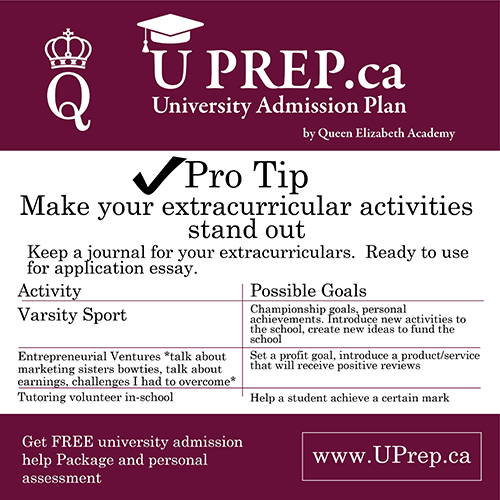 Q
U PREP.ca
University Admission Plan
by Queen Elizabeth Academy
Pro Tip
Make your extracurricular activities
stand out
Keep a journal for your extracurriculars. Ready to use
for application essay.
Activity
Possible Goals
Varsity Sport
Championship goals, personal
achievements. Introduce new activities to
the school, create new ideas to fund the
school
Entrepreneurial Ventures *talk about
marketing sisters bowties, talk about
earnings, challenges I had to overcome*
Set a profit goal, introduce a product/service
that will receive positive reviews
Tutoring volunteer in-school
Help a student achieve a certain mark
Get FREE university admission
help Package and personal
assessment
www.UPrep.ca